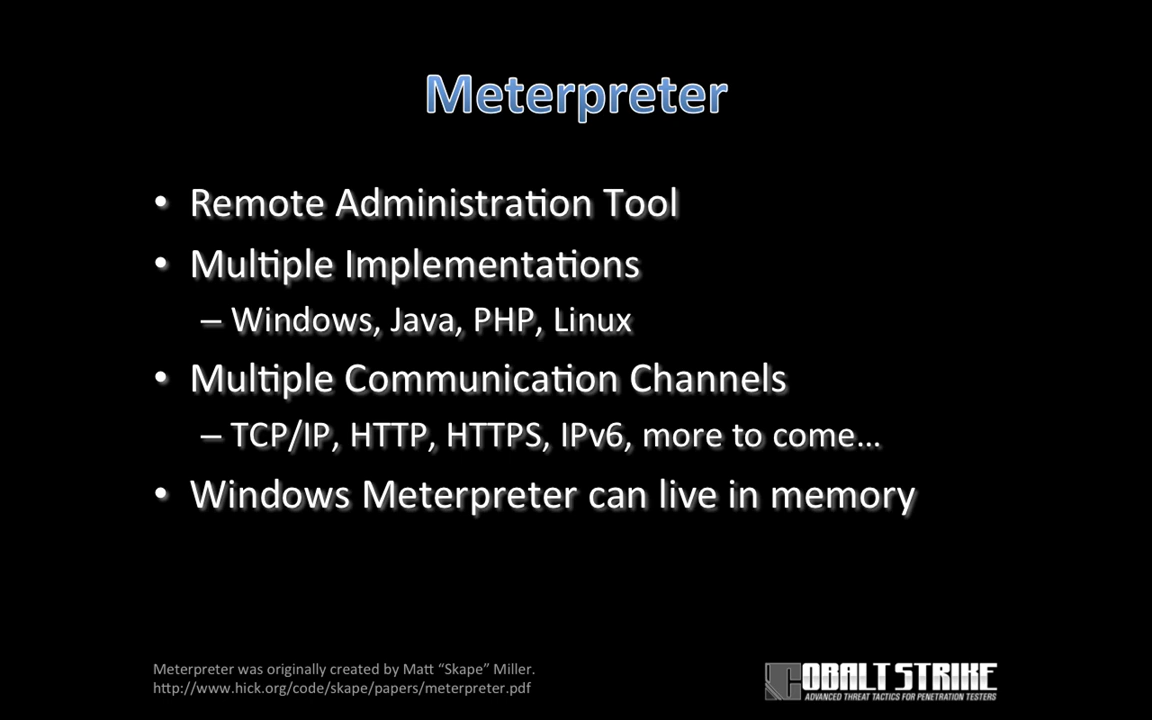 Meterpreter
• Remote Administration Tool
• Multiple Implementations
– Windows, Java, PHP, Linux
• Multiple Communication Channels
– TCP/IP, HTTP, HTTPS, IPv6, more to come…
• Windows Meterpreter can live in memory
Meterpreter was originally created by Matt “Skape” Miller.
http://www.hick.org/code/skape/papers/meterpreter.pdf
COBALT STRIKE
ADVANCED THREAT TACTICS FOR PENETRATION TESTERS